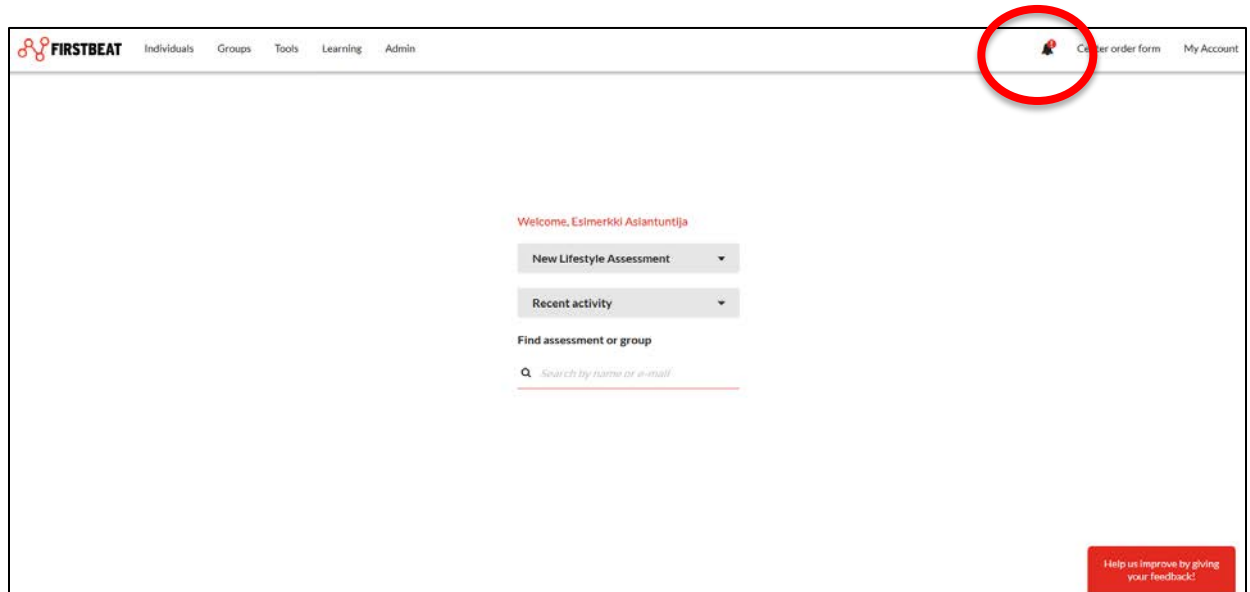 FIRSTBEAT Individuals Groups Tools Learning Admin Center order form My Account
Welcome, Esimerkki Asiantuntija
New Lifestyle Assessment
Recent activity
Find assessment or group
Search by name or e-mail
Help us improve by giving
your feedback!